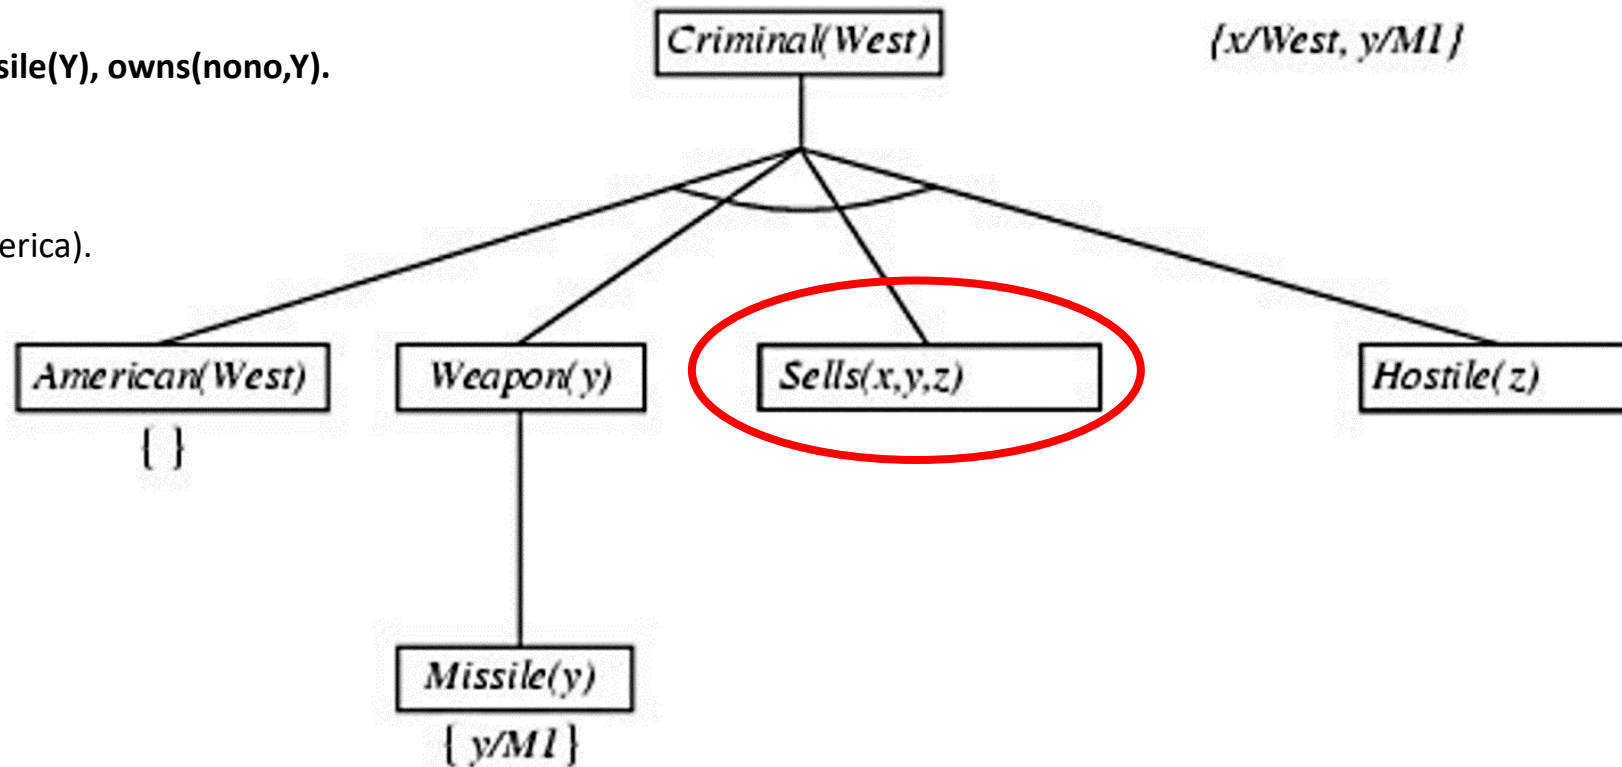 Criminal(West)
{x/West, y/M1}
sile(Y), owns(nono,Y).
erica).
American(West)
Weapon(y)
Sells(x,y,z)
Hostile(z)
{ }
Missile(y)
{ y/M1 }